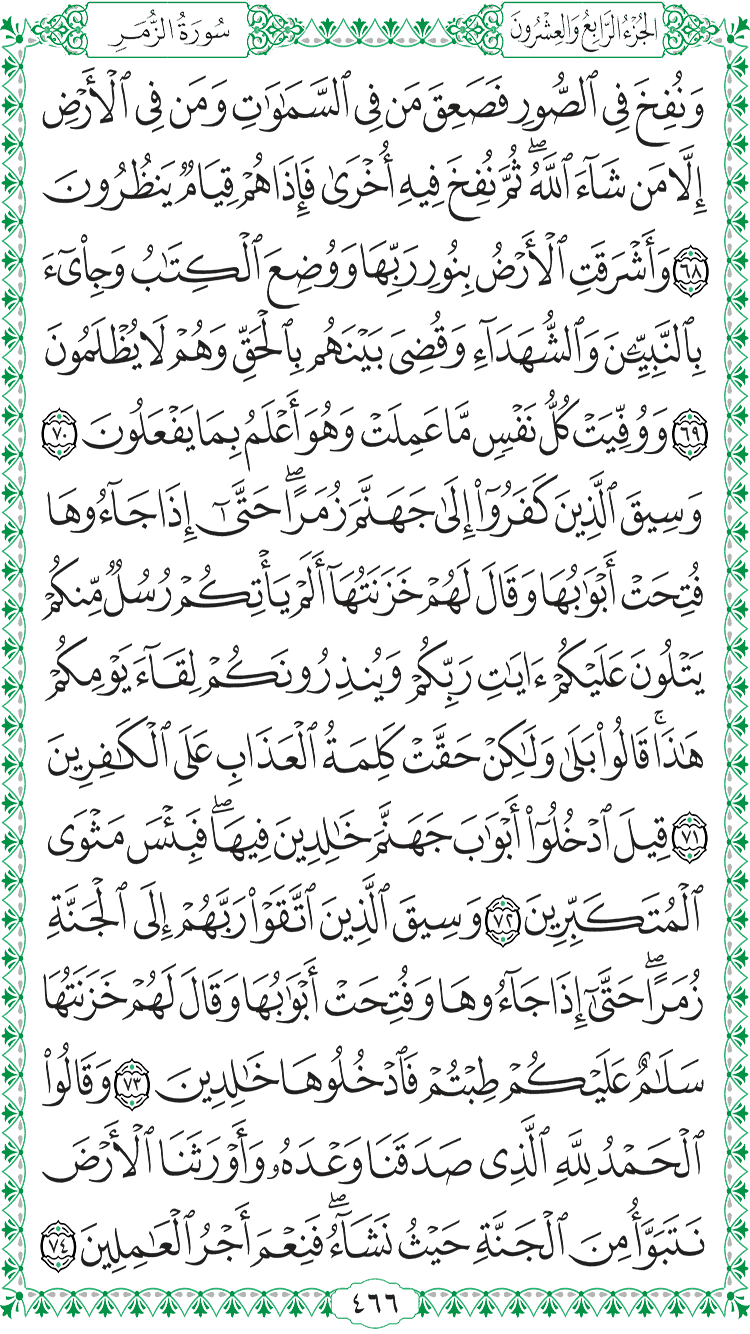 الجُزْءُ الرَّابِعُ وَالعِشْرُونَ
سُورَةُ الزُّمَرِ
وَنُفِخَ فِى ٱلصُّورِ فَصَعِقَ مَن فِى ٱلسَّمَٰوَٰتِ وَمَن فِى ٱلْأَرْضِ
إِلَّا مَن شَآءَ ٱللَّهُ ۖ ثُمَّ نُفِخَ فِيهِ أُخْرَىٰ فَإِذَا هُمْ قِيَامٌ يَنظُرُونَ
٦٨ وَأَشْرَقَتِ ٱلْأَرْضُ بِنُورِ رَبِّهَا وَوُضِعَ ٱلْكِتَٰبُ وَجِا۟ىٓءَ
بِٱلنَّبِيِّۦنَ وَٱلشُّهَدَآءِ وَقُضِىَ بَيْنَهُم بِٱلْحَقِّ وَهُمْ لَا يُظْلَمُونَ
٦٩ وَوُفِّيَتْ كُلُّ نَفْسٍ مَّا عَمِلَتْ وَهُوَ أَعْلَمُ بِمَا يَفْعَلُونَ ٧٠
وَسِيقَ ٱلَّذِينَ كَفَرُوٓا۟ إِلَىٰ جَهَنَّمَ زُمَرًا ۖ حَتَّىٰٓ إِذَا جَآءُوهَا
فُتِحَتْ أَبْوَٰبُهَا وَقَالَ لَهُمْ خَزَنَتُهَآ أَلَمْ يَأْتِكُمْ رُسُلٌ مِّنكُمْ
يَتْلُونَ عَلَيْكُمْ ءَايَٰتِ رَبِّكُمْ وَيُنذِرُونَكُمْ لِقَآءَ يَوْمِكُمْ
هَٰذَا ۚ قَالُوا۟ بَلَىٰ وَلَٰكِنْ حَقَّتْ كَلِمَةُ ٱلْعَذَابِ عَلَى ٱلْكَٰفِرِينَ
٧١ قِيلَ ٱدْخُلُوٓا۟ أَبْوَٰبَ جَهَنَّمَ خَٰلِدِينَ فِيهَا ۖ فَبِئْسَ مَثْوَى
ٱلْمُتَكَبِّرِينَ ٧٢ وَسِيقَ ٱلَّذِينَ ٱتَّقَوْا۟ رَبَّهُمْ إِلَى ٱلْجَنَّةِ
زُمَرًا ۖ حَتَّىٰٓ إِذَا جَآءُوهَا وَفُتِحَتْ أَبْوَٰبُهَا وَقَالَ لَهُمْ خَزَنَتُهَا
سَلَٰمٌ عَلَيْكُمْ طِبْتُمْ فَٱدْخُلُوهَا خَٰلِدِينَ ٧٣ وَقَالُوا۟
ٱلْحَمْدُ لِلَّهِ ٱلَّذِى صَدَقَنَا وَعْدَهُۥ وَأَوْرَثَنَا ٱلْأَرْضَ
نَتَبَوَّأُ مِنَ ٱلْجَنَّةِ حَيْثُ نَشَآءُ ۖ فَنِعْمَ أَجْرُ ٱلْعَٰمِلِينَ ٧٤
٤٦٦